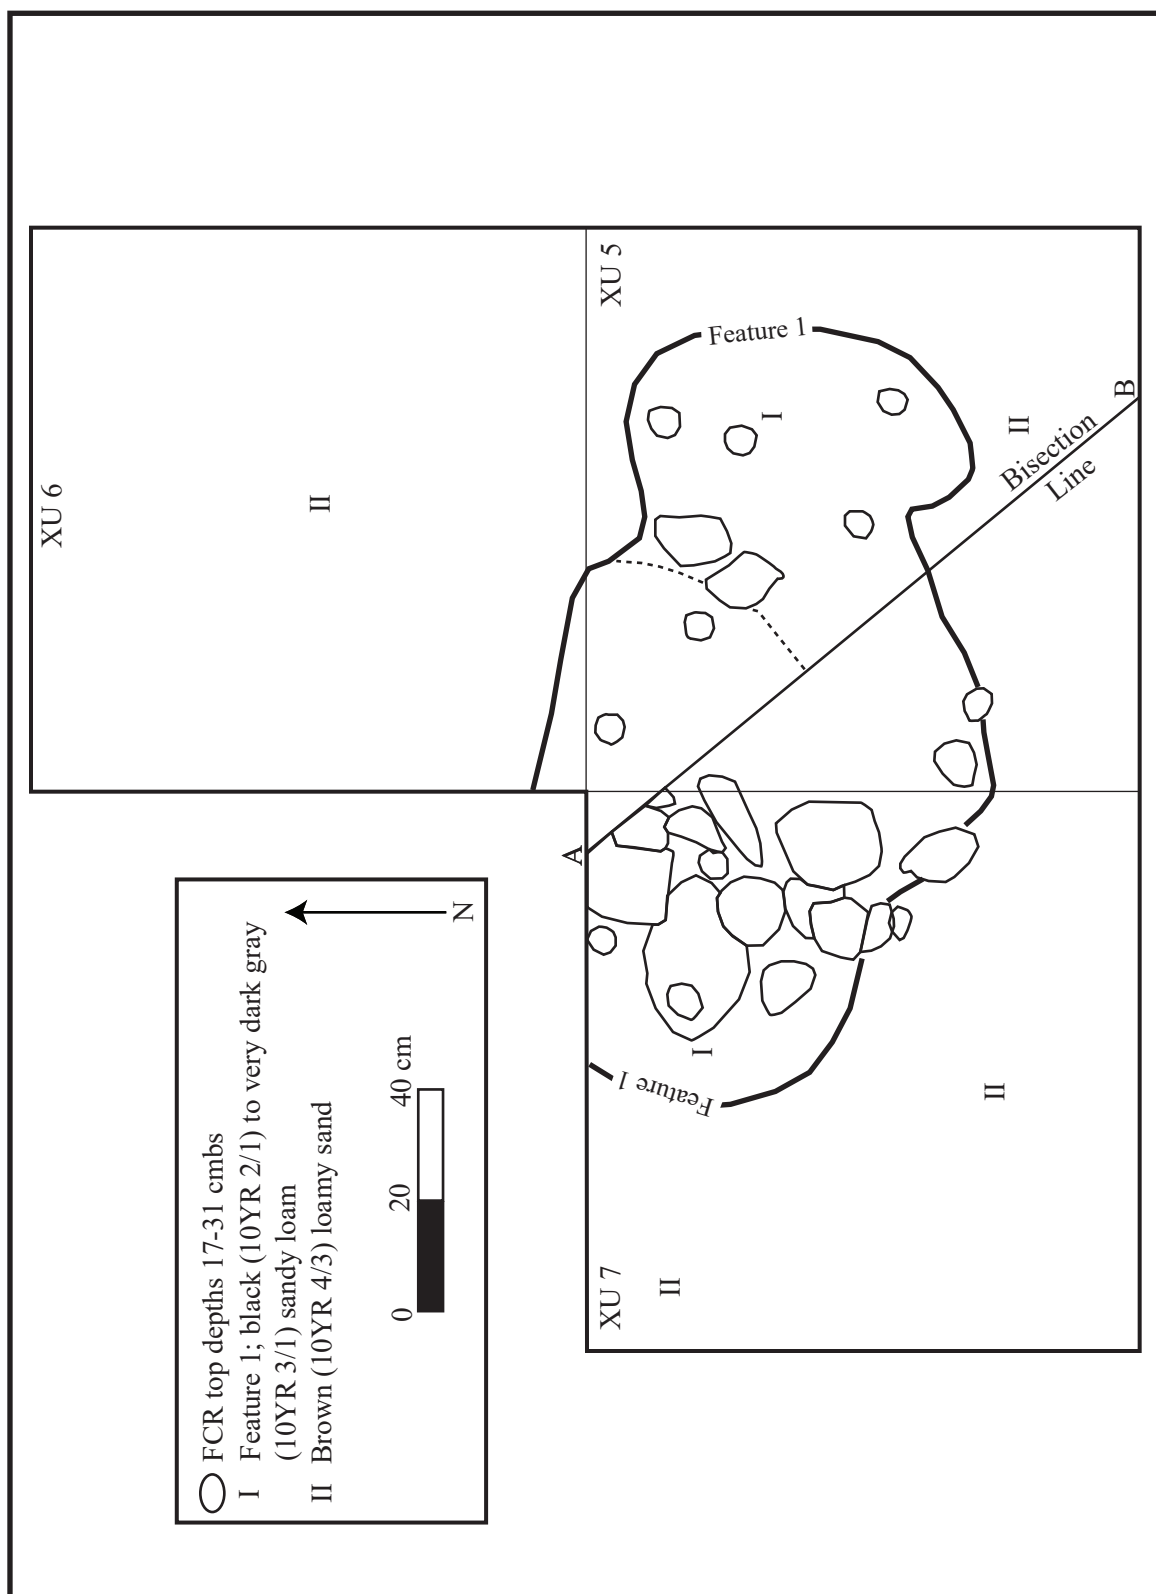 XU 6
II
XU 5
Feature 1
I
II
Bisection
Line
B
A
I
Feature 1
II
XU 7
II
FCR top depths 17-31 cmbs
I Feature 1; black (10YR 2/1) to very dark gray
(10YR 3/1) sandy loam
II Brown (10YR 4/3) loamy sand
0 20 40 cm
N